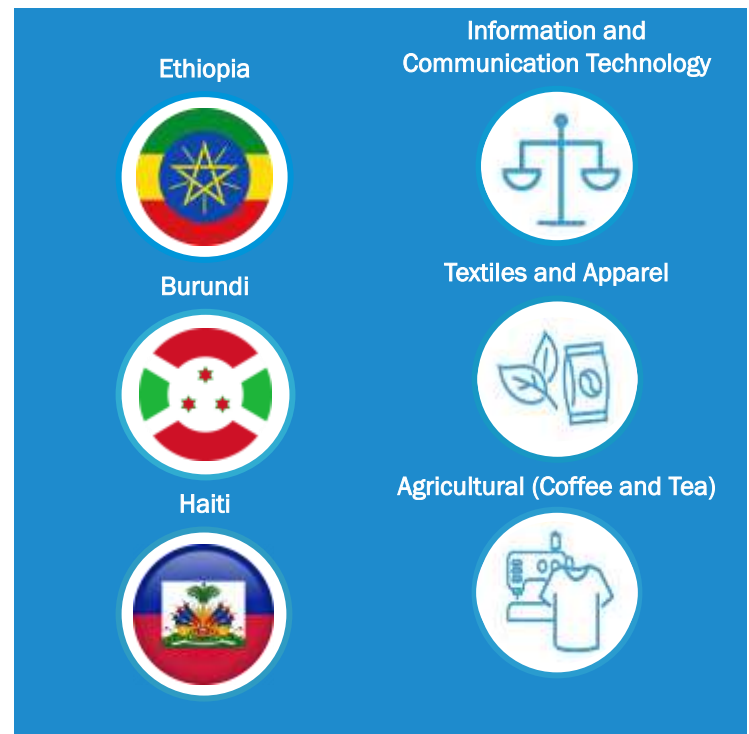 Ethiopia
Information and
Communication Technology
Burundi
Textiles and Apparel
Haiti
Agricultural (Coffee and Tea)